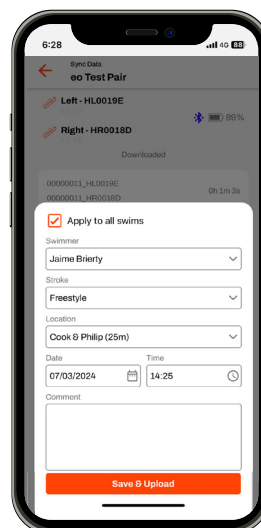 6:28
4G 88
Sync Data
eo Test Pair
Left - HL0019E
89%
Right - HR0018D
Downloaded
00000011_HL0019E
0h 1m 3s
00000011_HR0018D
Apply to all swims
Swimmer
Jaime Brierty
Stroke
Freestyle
Location
Cook & Philip (25m)
Date
Time
07/03/2024
14:25
Comment
Save & Upload